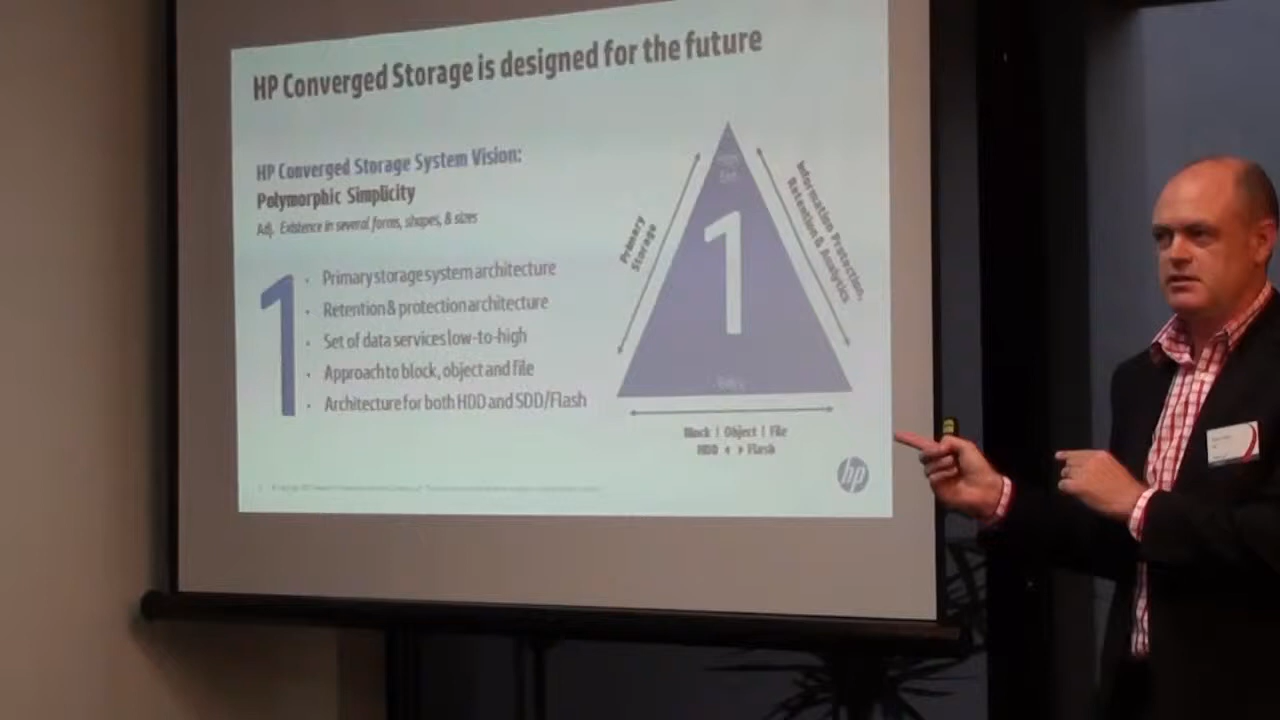 HP Converged Storage is designed for the future
HP Converged Storage System Vision:
Polymorphic Simplicity
Adj. Existence in several forms, shapes, & sizes
1
• Primary storage system architecture
• Retention & protection architecture
• Set of data services low-to-high
• Approach to block, object and file
• Architecture for both HDD and SDD/Flash
Primary
Storage
1
Information Protection,
Retention & Analytics
Block | Object | File
HDD < > Flash
hp